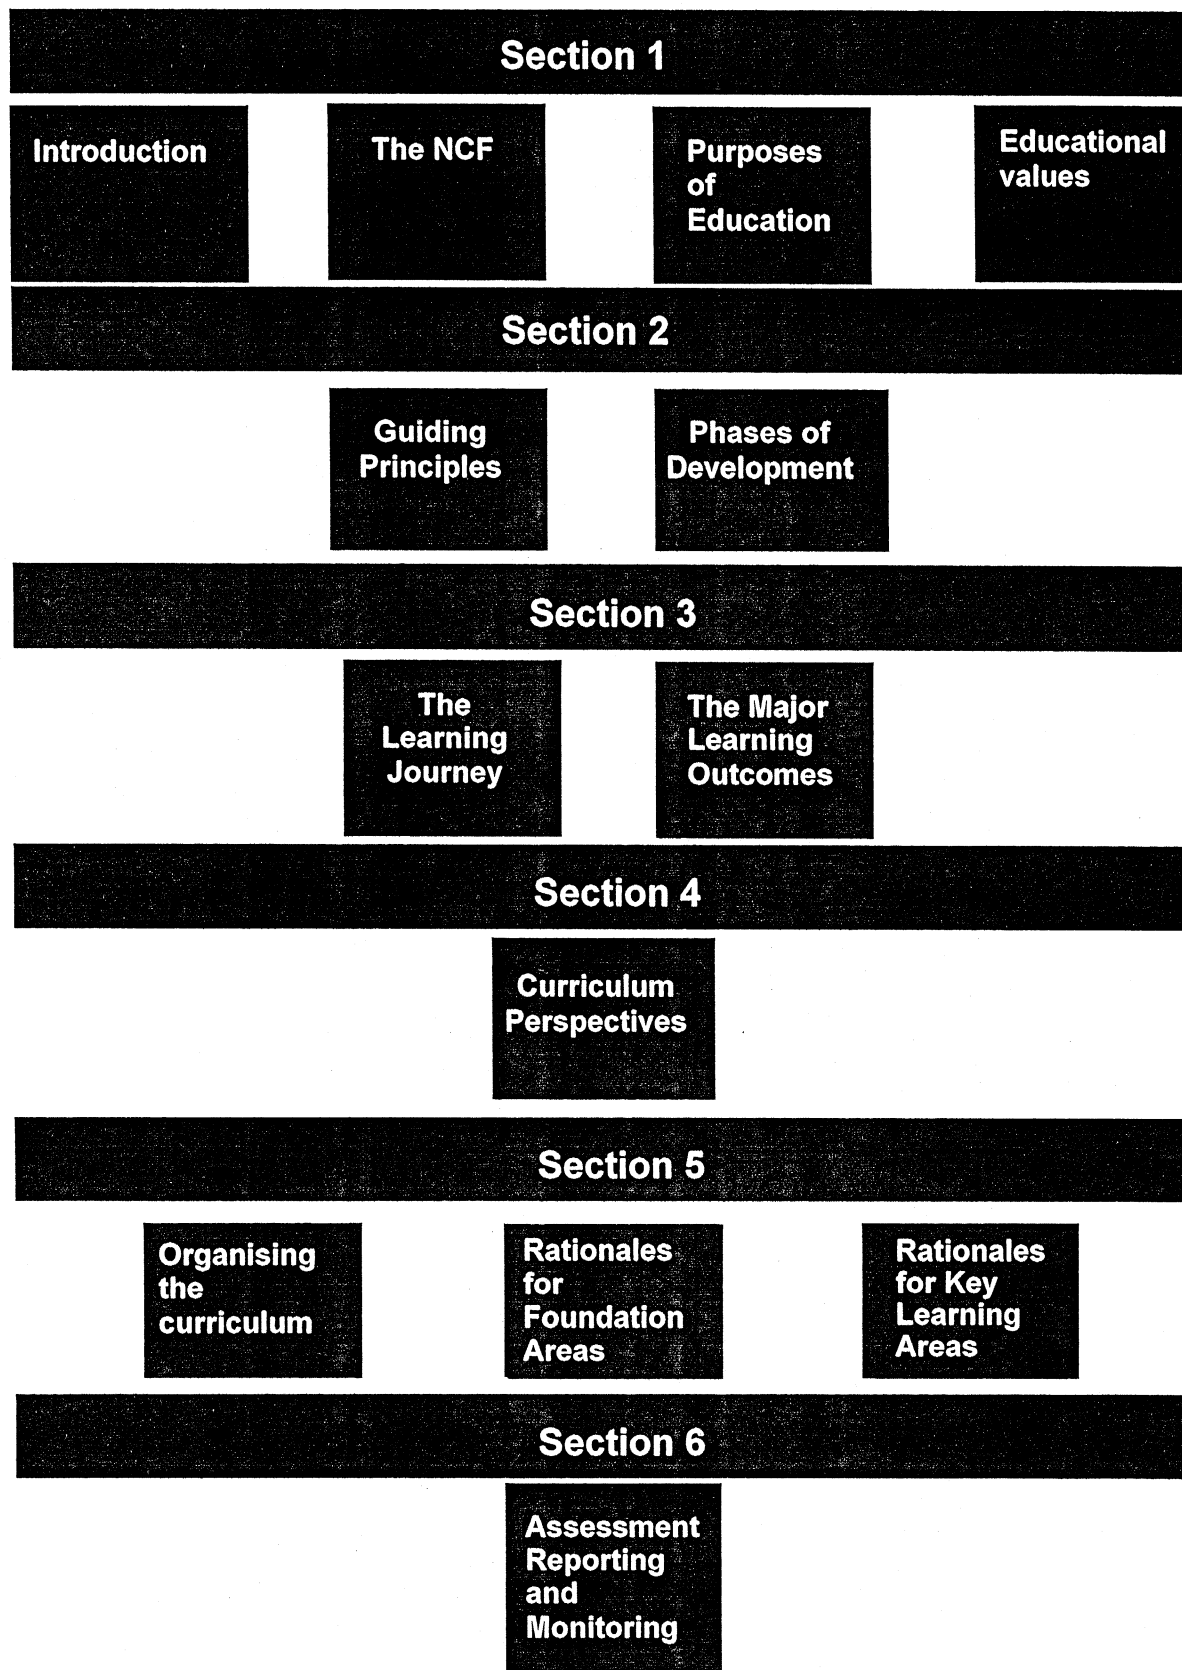 Section 1
Introduction
The NCF
Purposes
of
Education
Educational
values
Section 2
Guiding
Principles
Phases of
Development
Section 3
The
Learning
Journey
The Major
Learning
Outcomes
Section 4
Curriculum
Perspectives
Section 5
Organising
the
curriculum
Rationales
for
Foundation
Areas
Rationales
for Key
Learning
Areas
Section 6
Assessment
Reporting
and
Monitoring